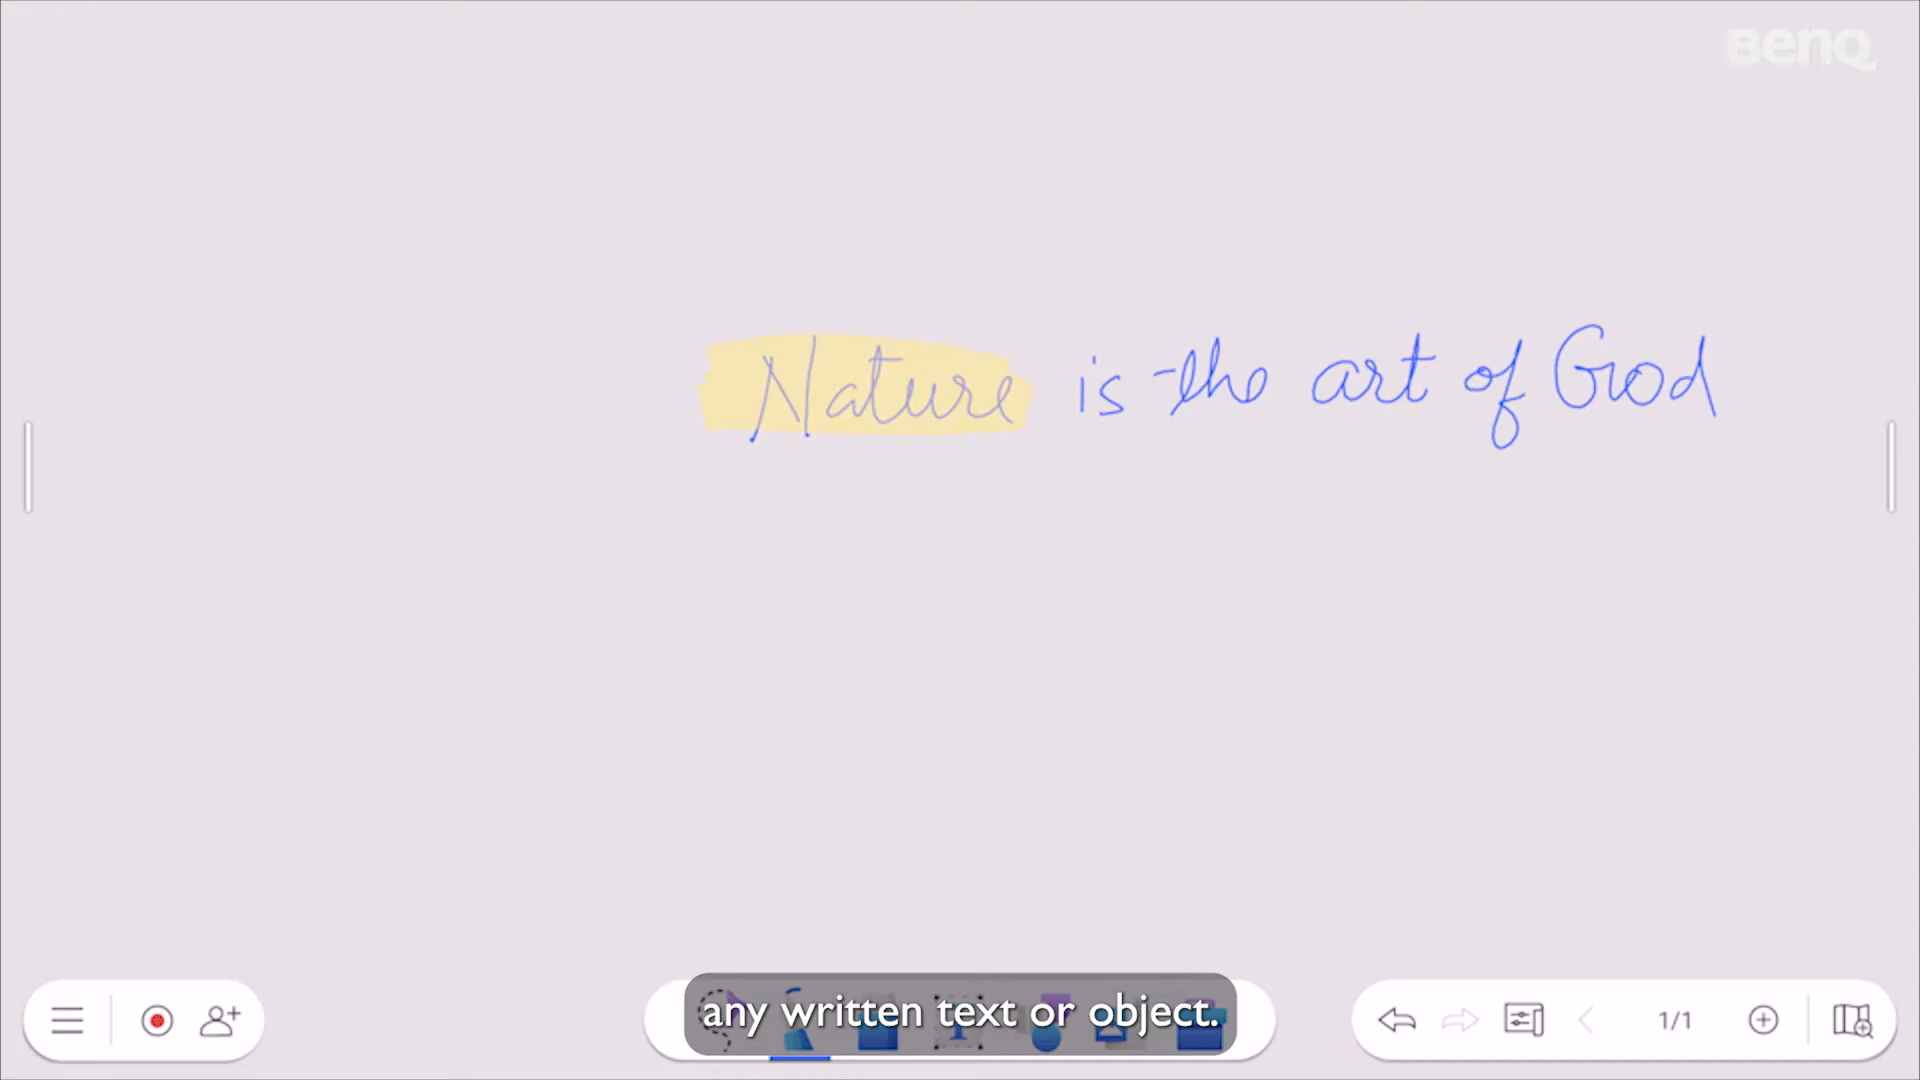 BenQ
Nature is the art of God
any written text or object.
1/1